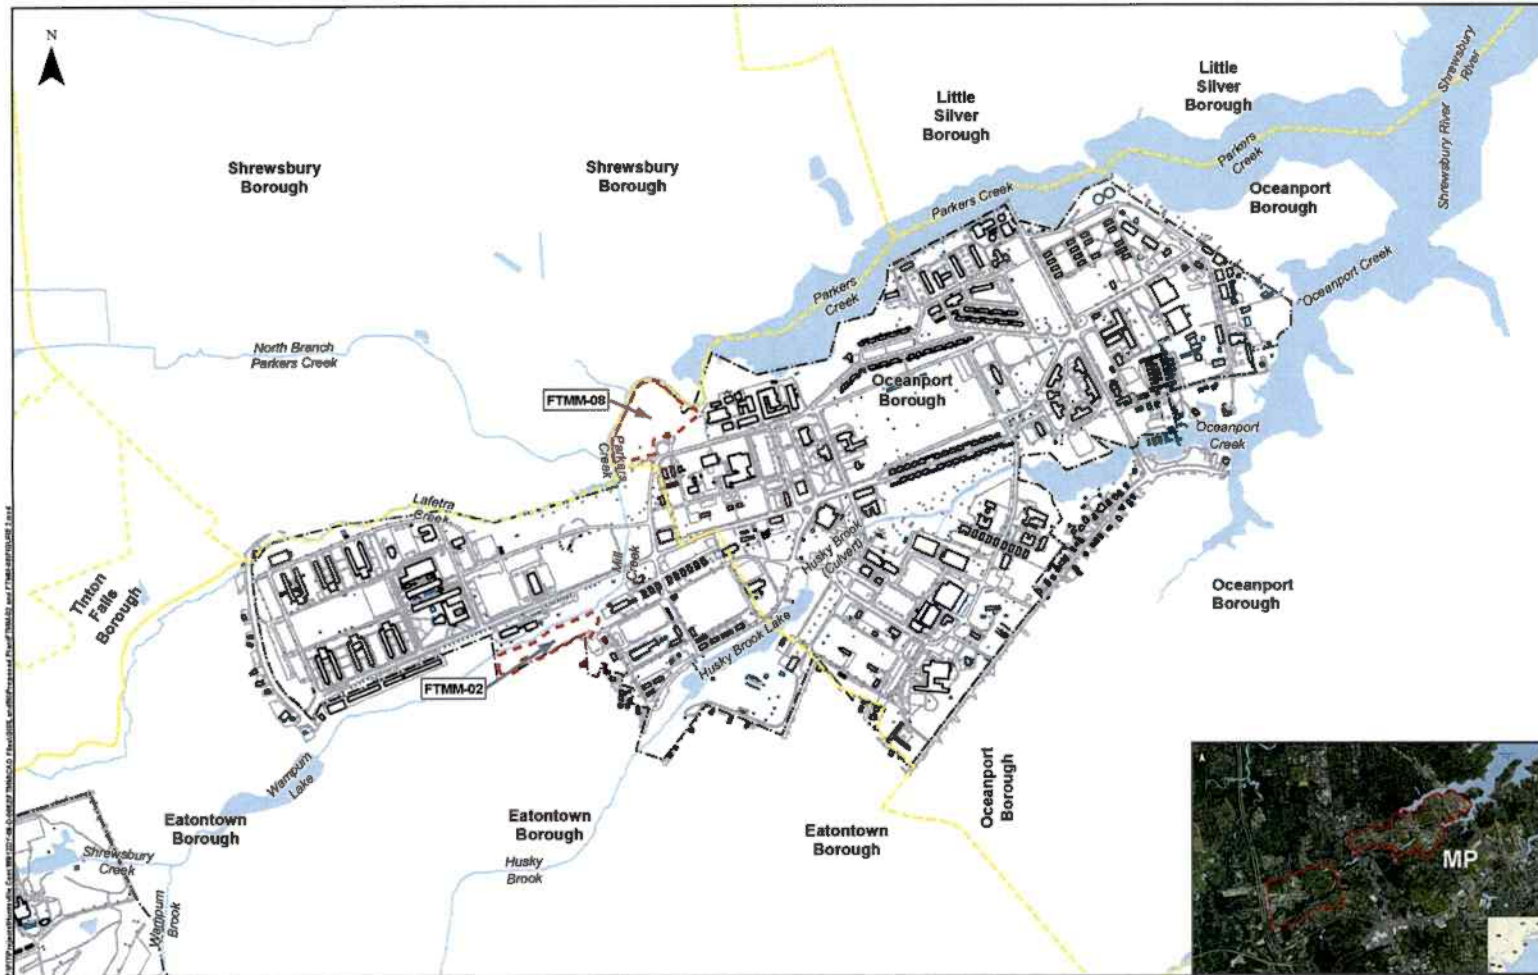 N
Little
Silver
Borough
Little
Silver
Borough
Shrewsbury
River
Shrewsbury
Borough
Shrewsbury
Borough
Parkers
Creek
Shrewsbury River
Parkers Creek
Oceanport
Borough
Parkers
Creek
Oceanport Creek
North Branch
Parkers Creek
FTMM-08
Oceanport
Borough
Parkers
Creek
Oceanport
Creek
Lafetra
Creek
Mill
Creek
Husky Brook
(Culvert)
Tinton
Falls
Borough
Oceanport
Borough
Husky Brook Lake
FTMM-02
Wampum
Lake
Eatontown
Borough
Eatontown
Borough
Eatontown
Borough
Oceanport
Borough
Shrewsbury
Creek
Husky
Brook
Wampum
Brook
MP